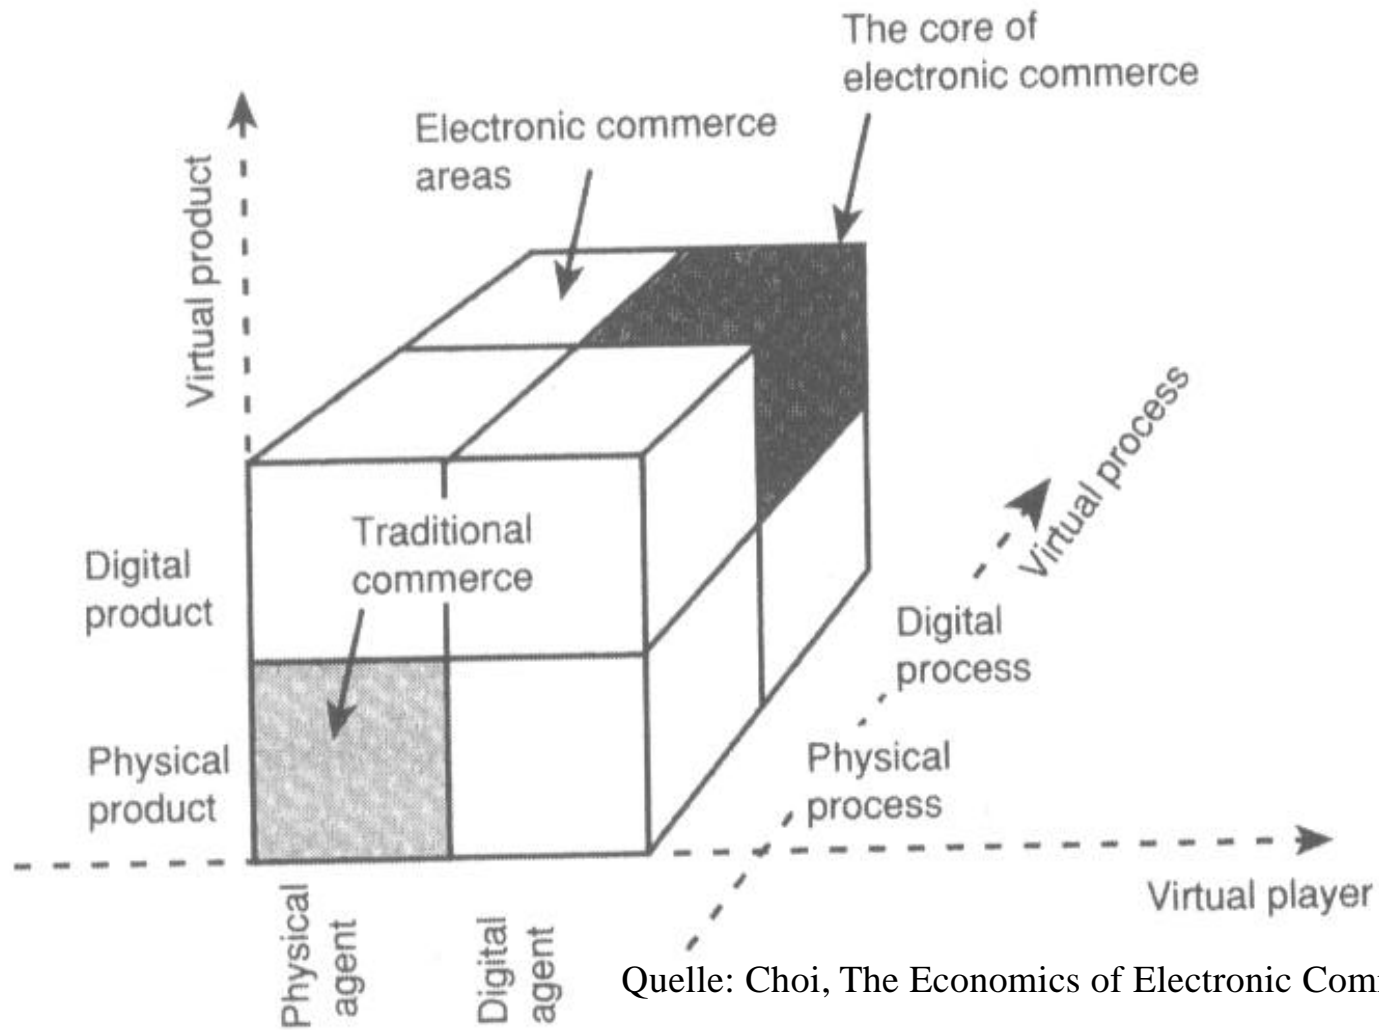 The core of
electronic commerce
Electronic commerce
areas
Virtual product
Virtual process
Traditional
commerce
Digital
product
Digital
process
Physical
product
Physical
process
Virtual player
Physical
agent
Digital
agent
Quelle: Choi, The Economics of Electronic